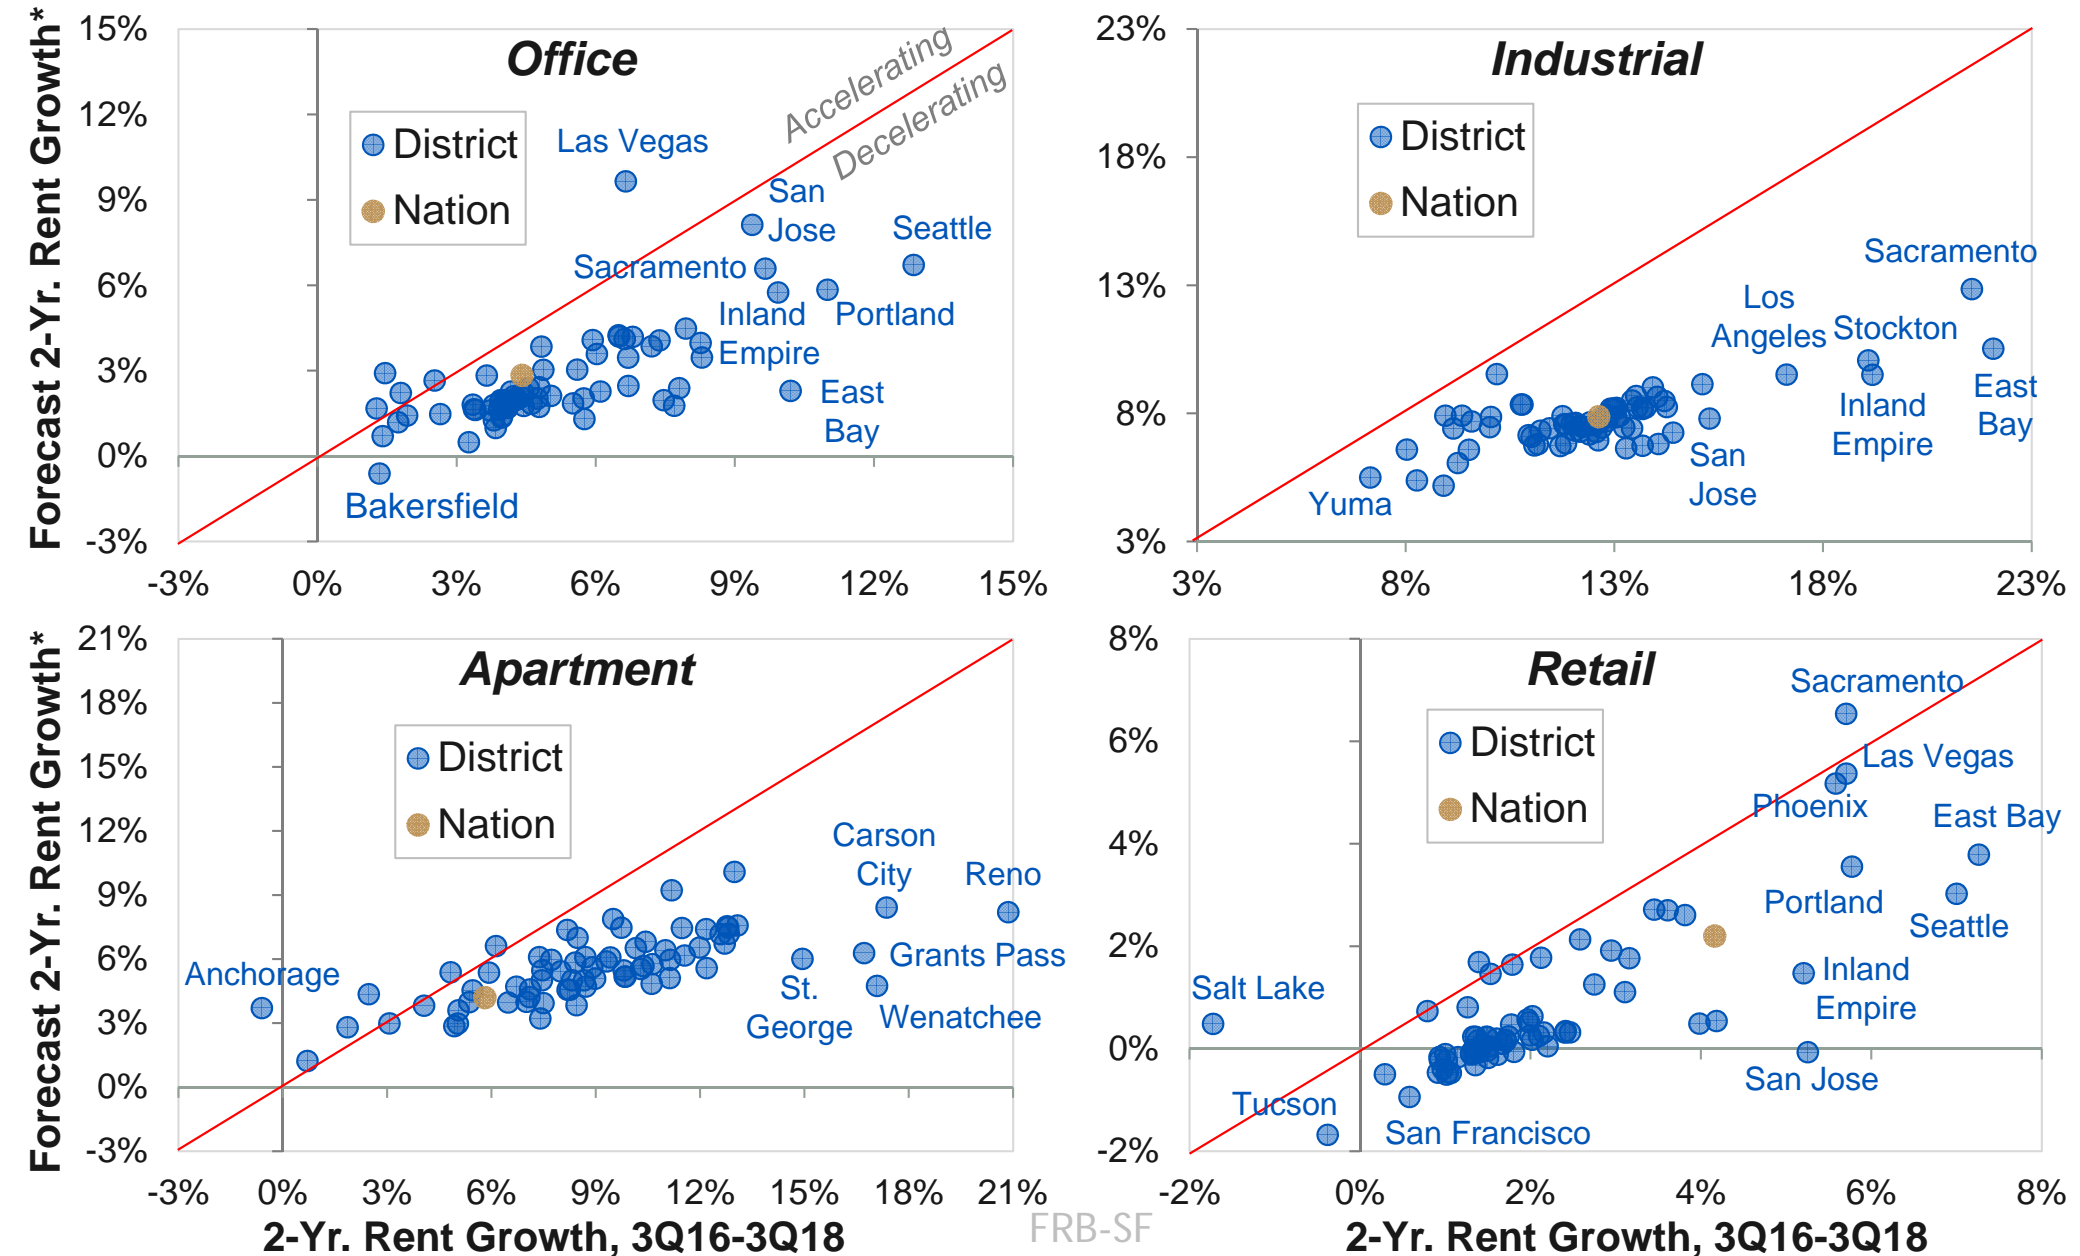 Forecast 2-Yr. Rent Growth*
15%
12%
9%
6%
3%
0%
-3%
Office
Accelerating
Decelerating
District
Nation
Las Vegas
San
Jose
Seattle
Sacramento
Inland
Empire
Portland
East
Bay
Bakersfield
-3%
0%
3%
6%
9%
12%
15%
23%
18%
13%
8%
3%
Industrial
District
Nation
Sacramento
Los
Angeles
Stockton
East
Bay
Inland
Empire
San
Jose
Yuma
3%
8%
13%
18%
23%
Forecast 2-Yr. Rent Growth*
21%
18%
15%
12%
9%
6%
3%
0%
-3%
Apartment
District
Nation
Carson
City
Reno
Anchorage
Grants Pass
St.
George
Wenatchee
-3%
0%
3%
6%
9%
12%
15%
18%
21%
2-Yr. Rent Growth, 3Q16-3Q18
8%
6%
4%
2%
0%
-2%
Retail
District
Nation
Sacramento
Las Vegas
Phoenix
East Bay
Portland
Seattle
Salt Lake
Inland
Empire
San Jose
Tucson
San Francisco
-2%
0%
2%
4%
6%
8%
FRB-SF
2-Yr. Rent Growth, 3Q16-3Q18